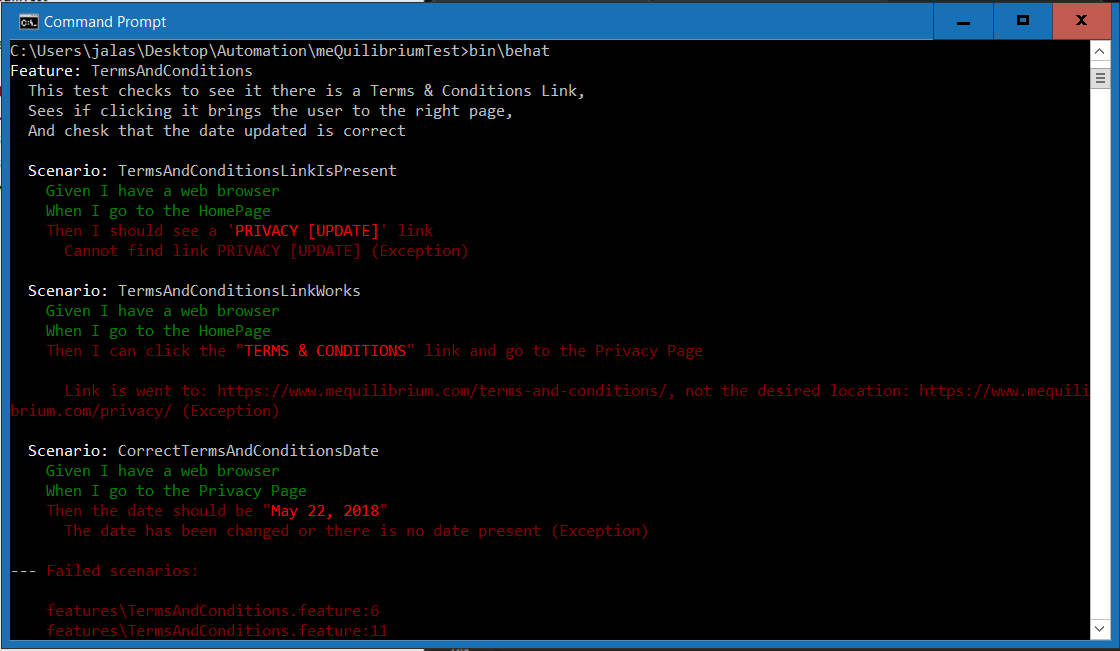 Command Prompt
C:\Users\jalas\Desktop\Automation\meQuilibriumTest>bin\behat
Feature: TermsAndConditions
This test checks to see it there is a Terms & Conditions Link,
Sees if clicking it brings the user to the right page,
And chesk that the date updated is correct
Scenario: TermsAndConditionsLinkIsPresent
Given I have a web browser
When I go to the HomePage
Then I should see a 'PRIVACY [UPDATE]' link
Cannot find link PRIVACY [UPDATE] (Exception)
Scenario: TermsAndConditionsLinkWorks
Given I have a web browser
When I go to the HomePage
Then I can click the "TERMS & CONDITIONS" link and go to the Privacy Page
Link is went to: https://www.mequilibrium.com/terms-and-conditions/, not the desired location: https://www.mequili
brium.com/privacy/ (Exception)
Scenario: CorrectTermsAndConditionsDate
Given I have a web browser
When I go to the Privacy Page
Then the date should be "May 22, 2018"
The date has been changed or there is no date present (Exception)
--- Failed scenarios:
features\TermsAndConditions.feature:6
features\TermsAndConditions.feature:11